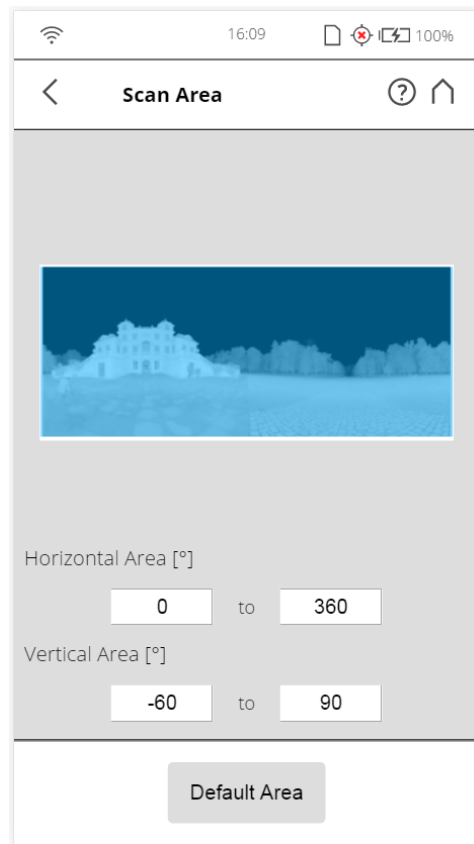 16:09
100%
Scan Area
?
Horizontal Area [°]
0 to 360
Vertical Area [°]
-60 to 90
Default Area